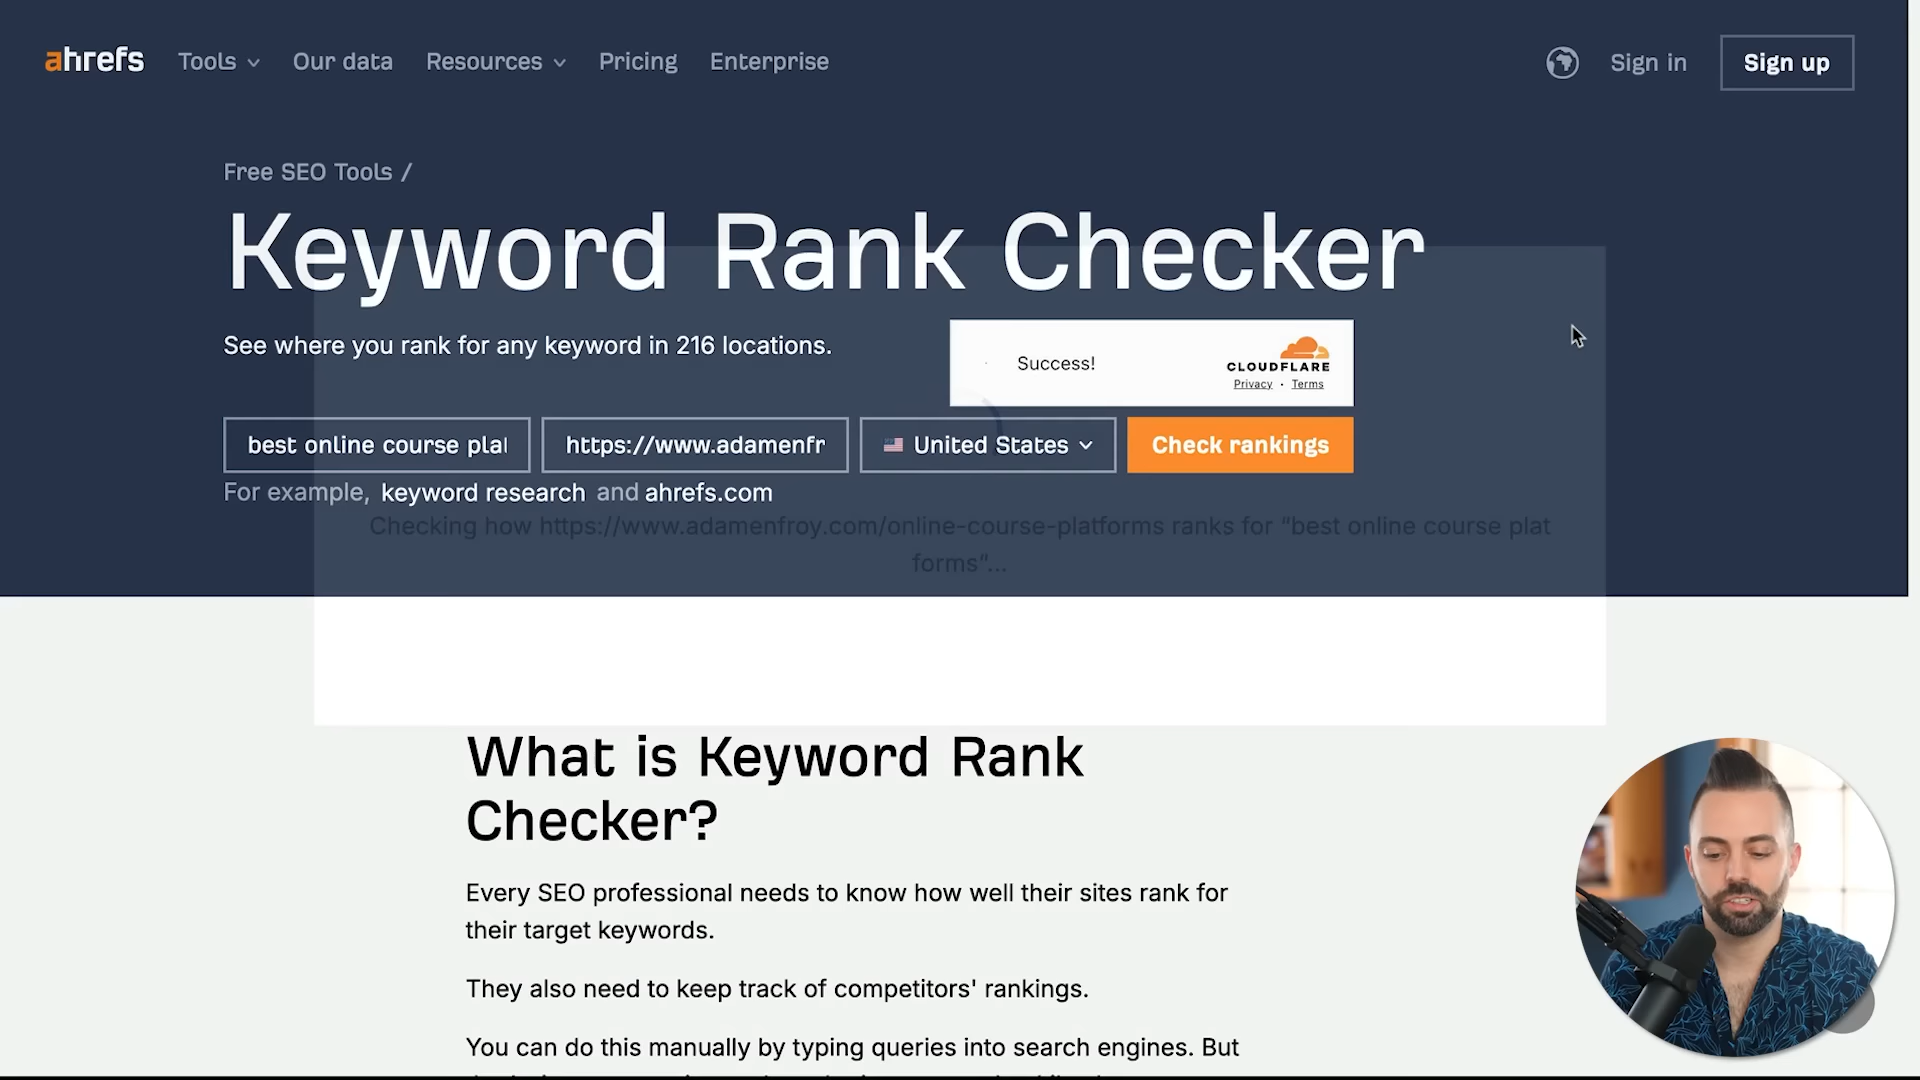 ahrefs Tools Our data Resources Pricing Enterprise Sign in Sign up
Free SEO Tools /
Keyword Rank Checker
See where you rank for any keyword in 216 locations.
Success!
CLOUDFLARE
Privacy · Terms
best online course plat https://www.adamenfr United States Check rankings
For example, keyword research and ahrefs.com
Checking how https://www.adamenfroy.com/online-course-platforms ranks for "best online course plat
forms"...
What is Keyword Rank
Checker?
Every SEO professional needs to know how well their sites rank for
their target keywords.
They also need to keep track of competitors' rankings.
You can do this manually by typing queries into search engines. But